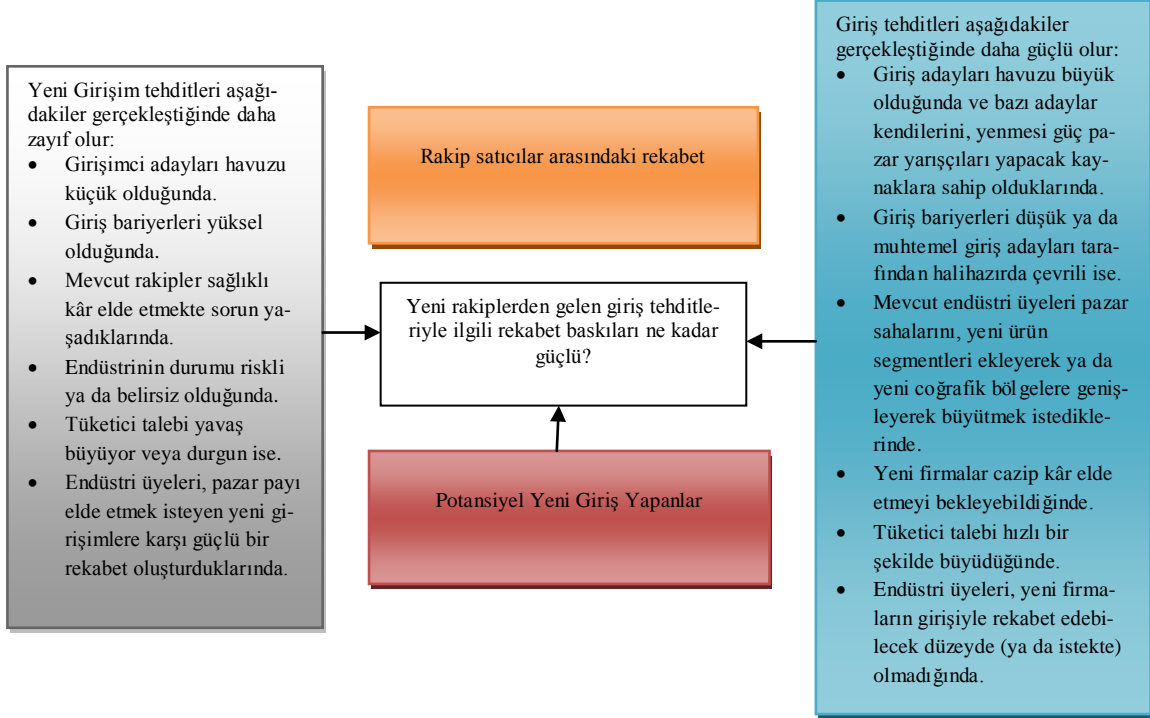 Yeni Girişim tehditleri aşağı-
dakiler gerçekleştiğinde daha
zayıf olur:
• Girişimci adayları havuzu
küçük olduğunda.
• Giriş bariyerleri yüksel
olduğunda.
• Mevcut rakipler sağlıklı
kâr elde etmekte sorun ya-
şadıklarında.
• Endüstrinin durumu riskli
ya da belirsiz olduğunda.
• Tüketici talebi yavaş
büyüyor veya durgun ise.
• Endüstri üyeleri, pazar payı
elde etmek isteyen yeni gi-
rişimlere karşı güçlü bir
rekabet oluşturduklarında.
Rakip satıcılar arasındaki rekabet
Yeni rakiplerden gelen giriş tehditle-
riyle ilgili rekabet baskıları ne kadar
güçlü?
Potansiyel Yeni Giriş Yapanlar
Giriş tehditleri aşağıdakiler
gerçekleştiğinde daha güçlü olur:
• Giriş adayları havuzu büyük
olduğunda ve bazı adaylar
kendilerini, yenmesi güç pa-
zar yarışçıları yapacak kay-
naklara sahip olduklarında.
• Giriş bariyerleri düşük ya da
muhtemel giriş adayları tara-
fından halihazırda çevrili ise.
• Mevcut endüstri üyeleri pazar
sahalarını, yeni ürün
segmentleri ekleyerek ya da
yeni coğrafik bölgelere geniş-
leyerek büyütmek istedikle-
rinde.
• Yeni firmalar cazip kâr elde
etmeyi bekleyebildiğinde.
• Tüketici talebi hızlı bir
şekilde büyüdüğünde.
• Endüstri üyeleri, yeni firma-
ların girişiyle rekabet edebi-
lecek düzeyde (ya da istekte)
olmadığında.